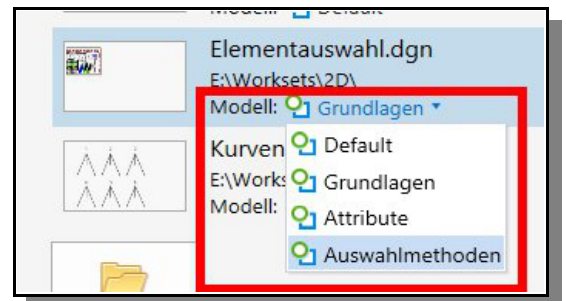 Modell: Default
Elementauswahl.dgn
E:\Worksets\2D\
Modell: Grundlagen
Kurven
E:\Works
Modell:
Default
Grundlagen
Attribute
Auswahlmethoden